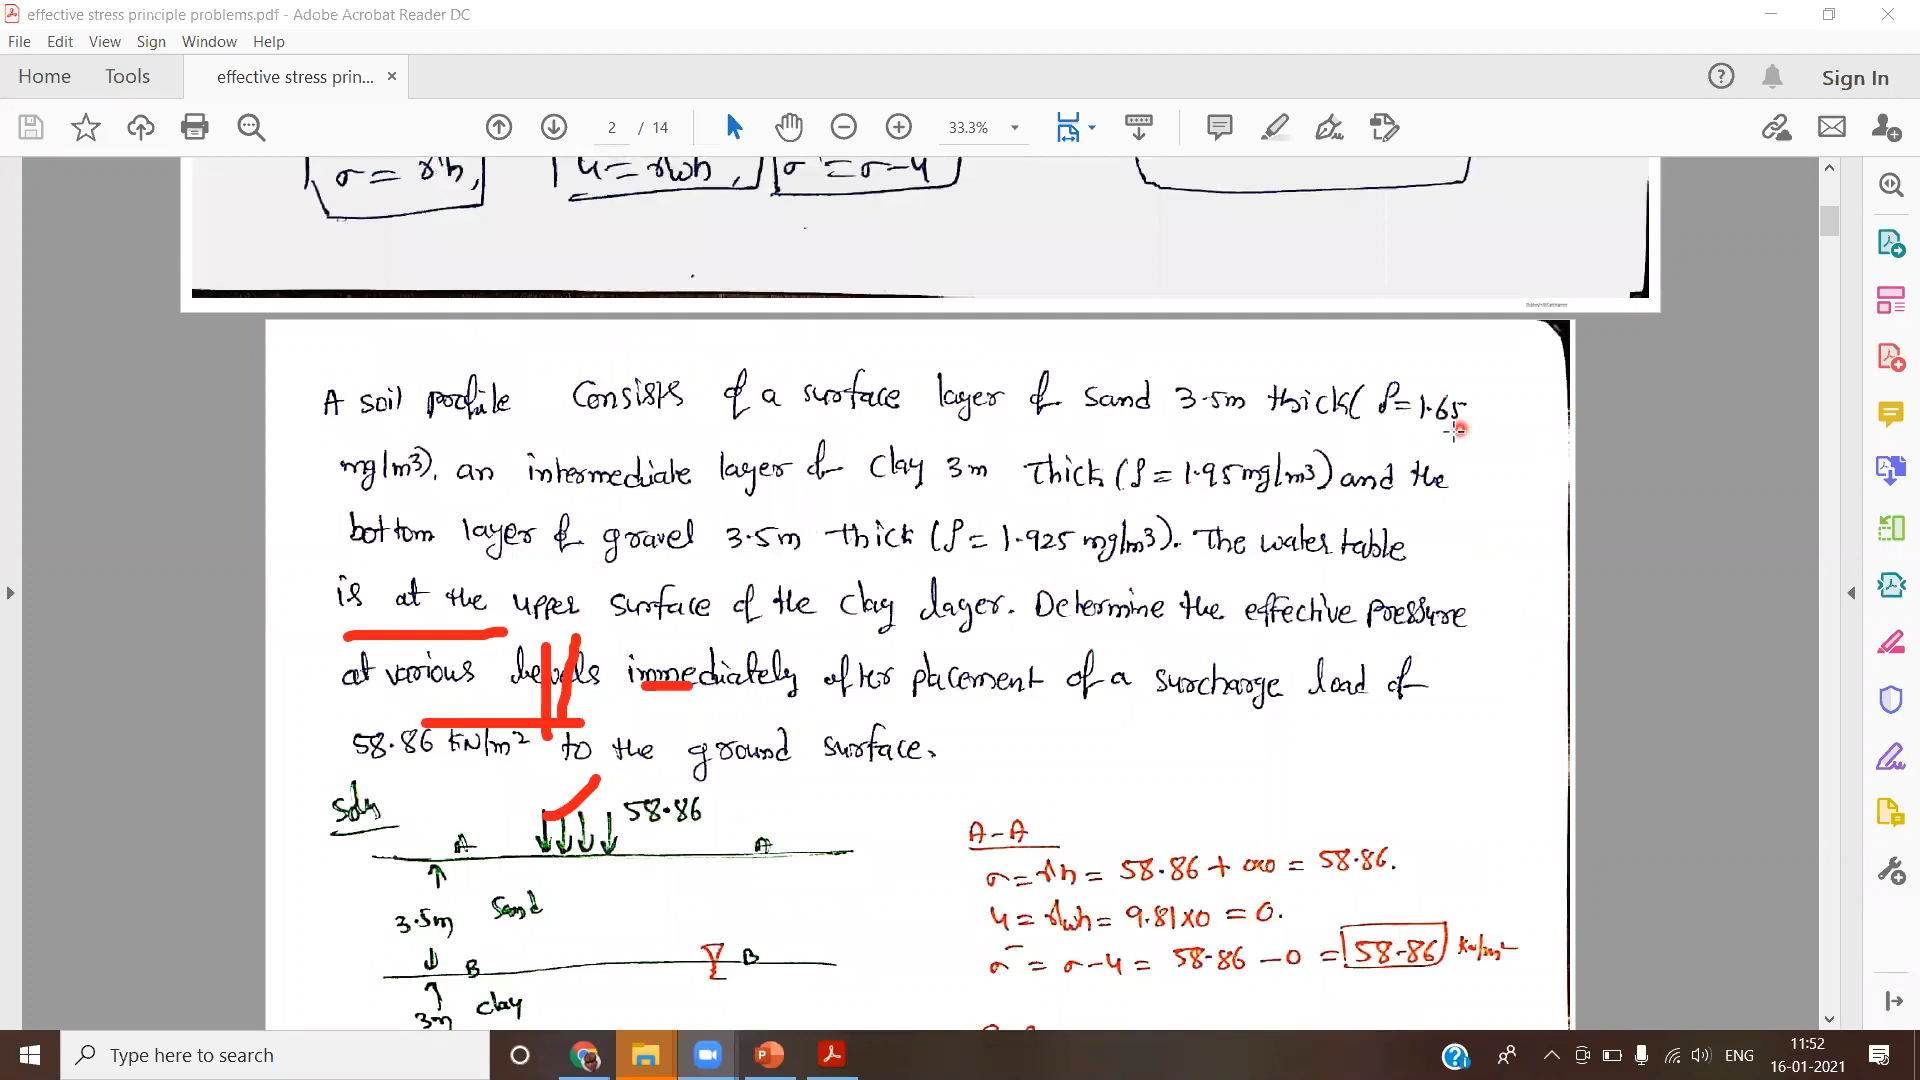 effective stress principle problems.pdf - Adobe Acrobat Reader DC
File Edit View Sign Window Help
Home Tools effective stress prin... × Sign In
2 / 14 33.3%
σ = γh, u = γwh, σ' = σ-u
A soil profile Consists of a surface layer of Sand 3.5m thick( ρ= 1.65
mg/m³), an intermediate layer of clay 3m Thick (ρ = 1.95 mg/m³) and the
bottom layer of gravel 3.5m thick (ρ = 1.925 mg/m³). The water table
is at the upper surface of the clay layer. Determine the effective pressure
at various levels immediately after placement of a surcharge load of
58.86 kN/m² to the ground surface.
Soln
58.86
A A
3.5m Sand
B B
3m clay
A-A
σ = γh = 58.86 + 0x0 = 58.86.
u = γwh = 9.81x0 = 0.
σ̄ = σ-u = 58.86 - 0 = 58.86 kN/m²
Type here to search
ENG
11:52
16-01-2021